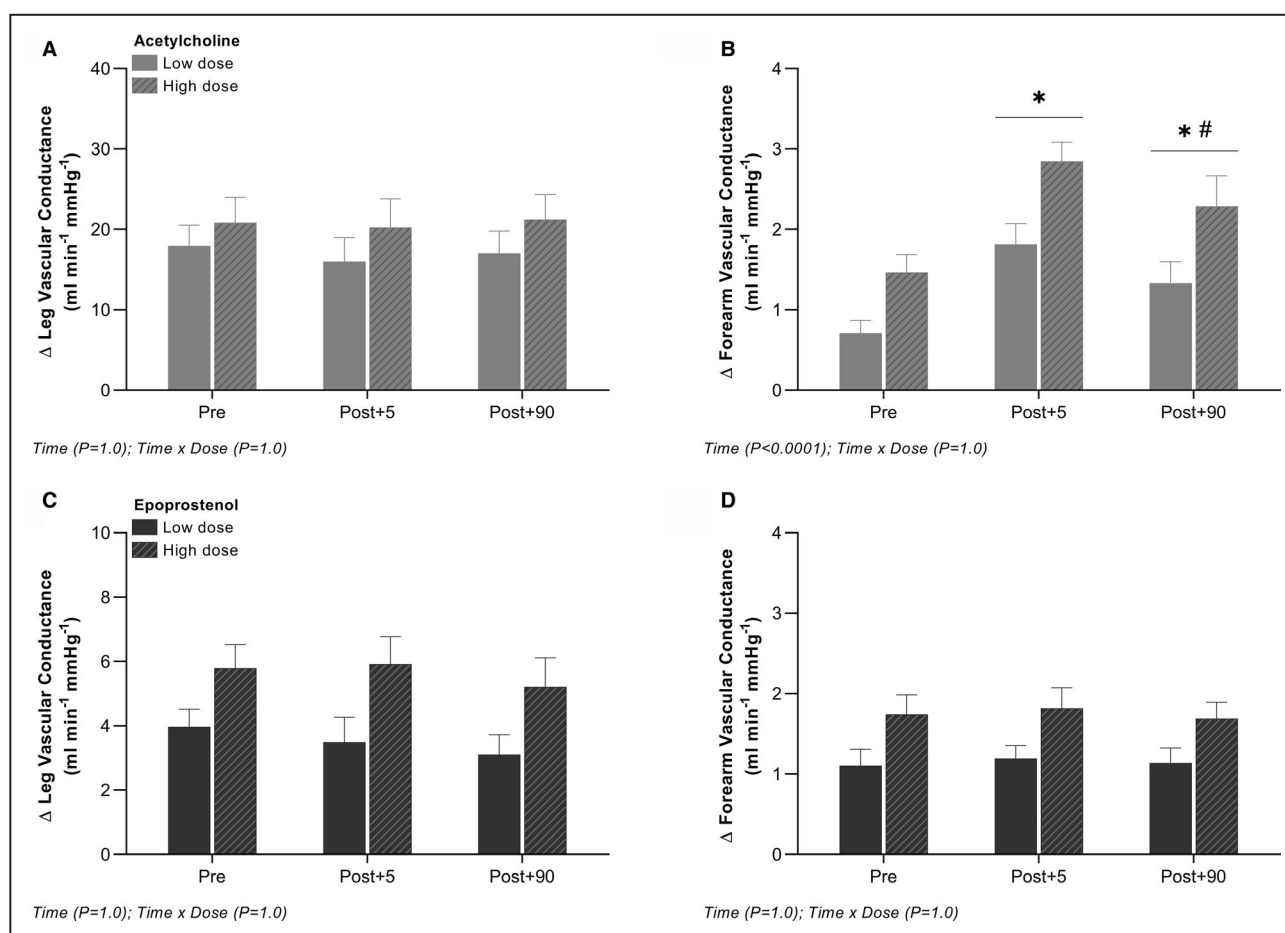 A
Acetylcholine
Low dose
High dose
Δ Leg Vascular Conductance
(ml min⁻¹ mmHg⁻¹)
40
30
20
10
0
Pre
Post+5
Post+90
Time (P=1.0); Time x Dose (P=1.0)
B
Δ Forearm Vascular Conductance
(ml min⁻¹ mmHg⁻¹)
4
3
2
1
0
*
* #
Pre
Post+5
Post+90
Time (P<0.0001); Time x Dose (P=1.0)
C
Epoprostenol
Low dose
High dose
Δ Leg Vascular Conductance
(ml min⁻¹ mmHg⁻¹)
10
8
6
4
2
0
Pre
Post+5
Post+90
Time (P=1.0); Time x Dose (P=1.0)
D
Δ Forearm Vascular Conductance
(ml min⁻¹ mmHg⁻¹)
4
3
2
1
0
Pre
Post+5
Post+90
Time (P=1.0); Time x Dose (P=1.0)